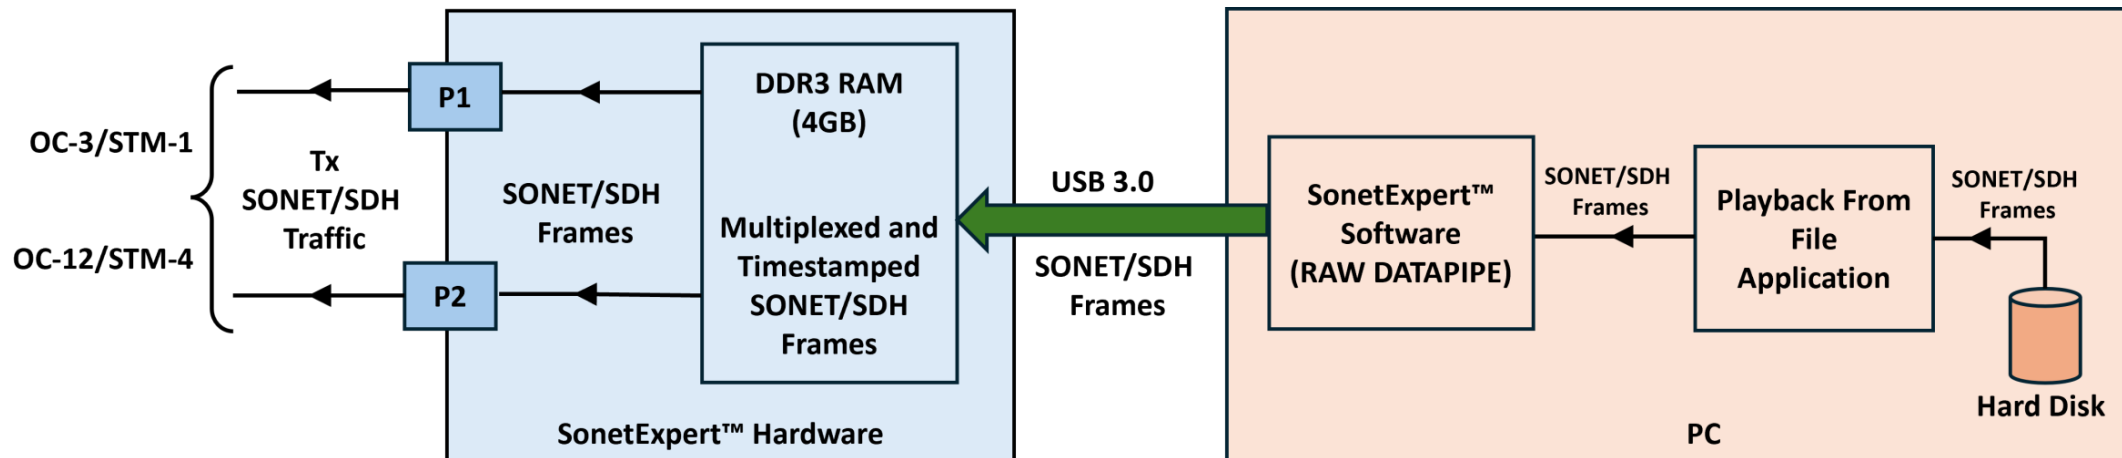 OC-3/STM-1
OC-12/STM-4
Tx
SONET/SDH
Traffic
P1
P2
SONET/SDH
Frames
DDR3 RAM
(4GB)
Multiplexed and
Timestamped
SONET/SDH
Frames
SonetExpert™ Hardware
USB 3.0
SONET/SDH
Frames
SonetExpert™
Software
(RAW DATAPIPE)
SONET/SDH
Frames
Playback From
File
Application
SONET/SDH
Frames
Hard Disk
PC